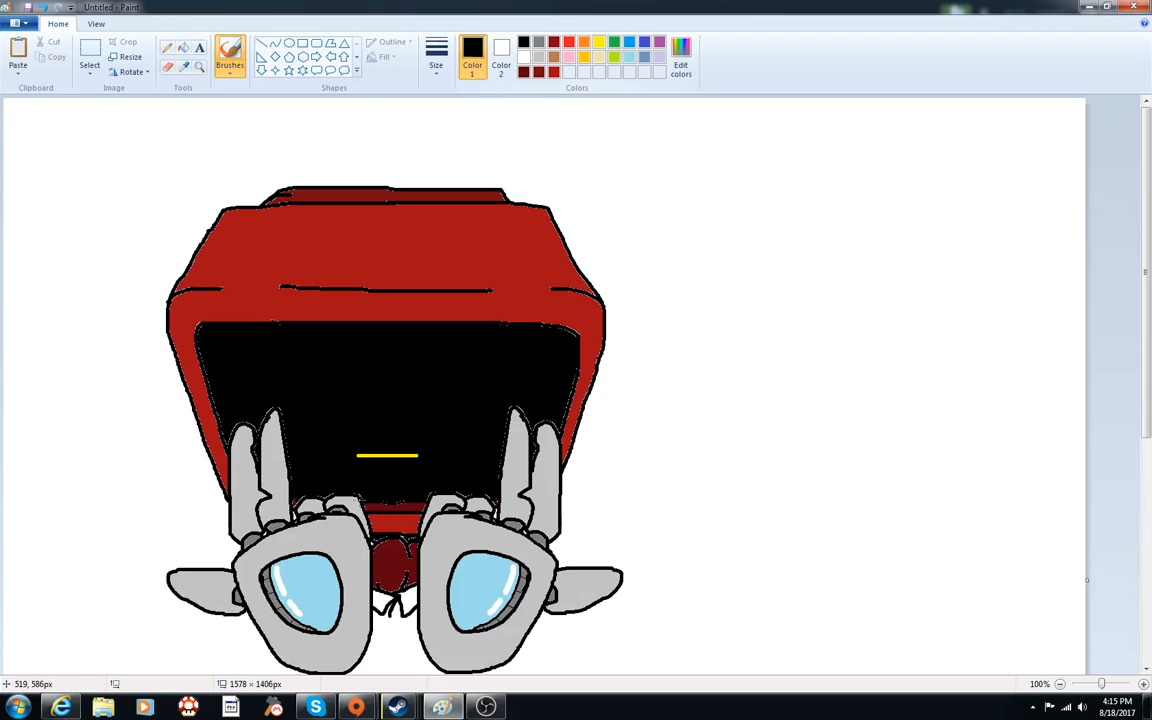 Untitled - Paint
Home
View
Paste
Cut
Copy
Clipboard
Select
Crop
Resize
Rotate
Image
Tools
Brushes
Shapes
Outline
Fill
Size
Color 1
Color 2
Edit colors
Colors
519, 586px
1578 × 1406px
100%
4:15 PM
8/18/2017